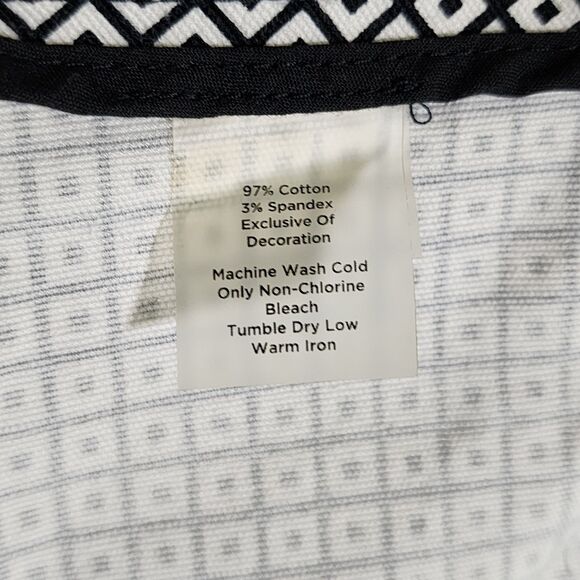 97% Cotton
3% Spandex
Exclusive Of
Decoration
Machine Wash Cold
Only Non-Chlorine
Bleach
Tumble Dry Low
Warm Iron